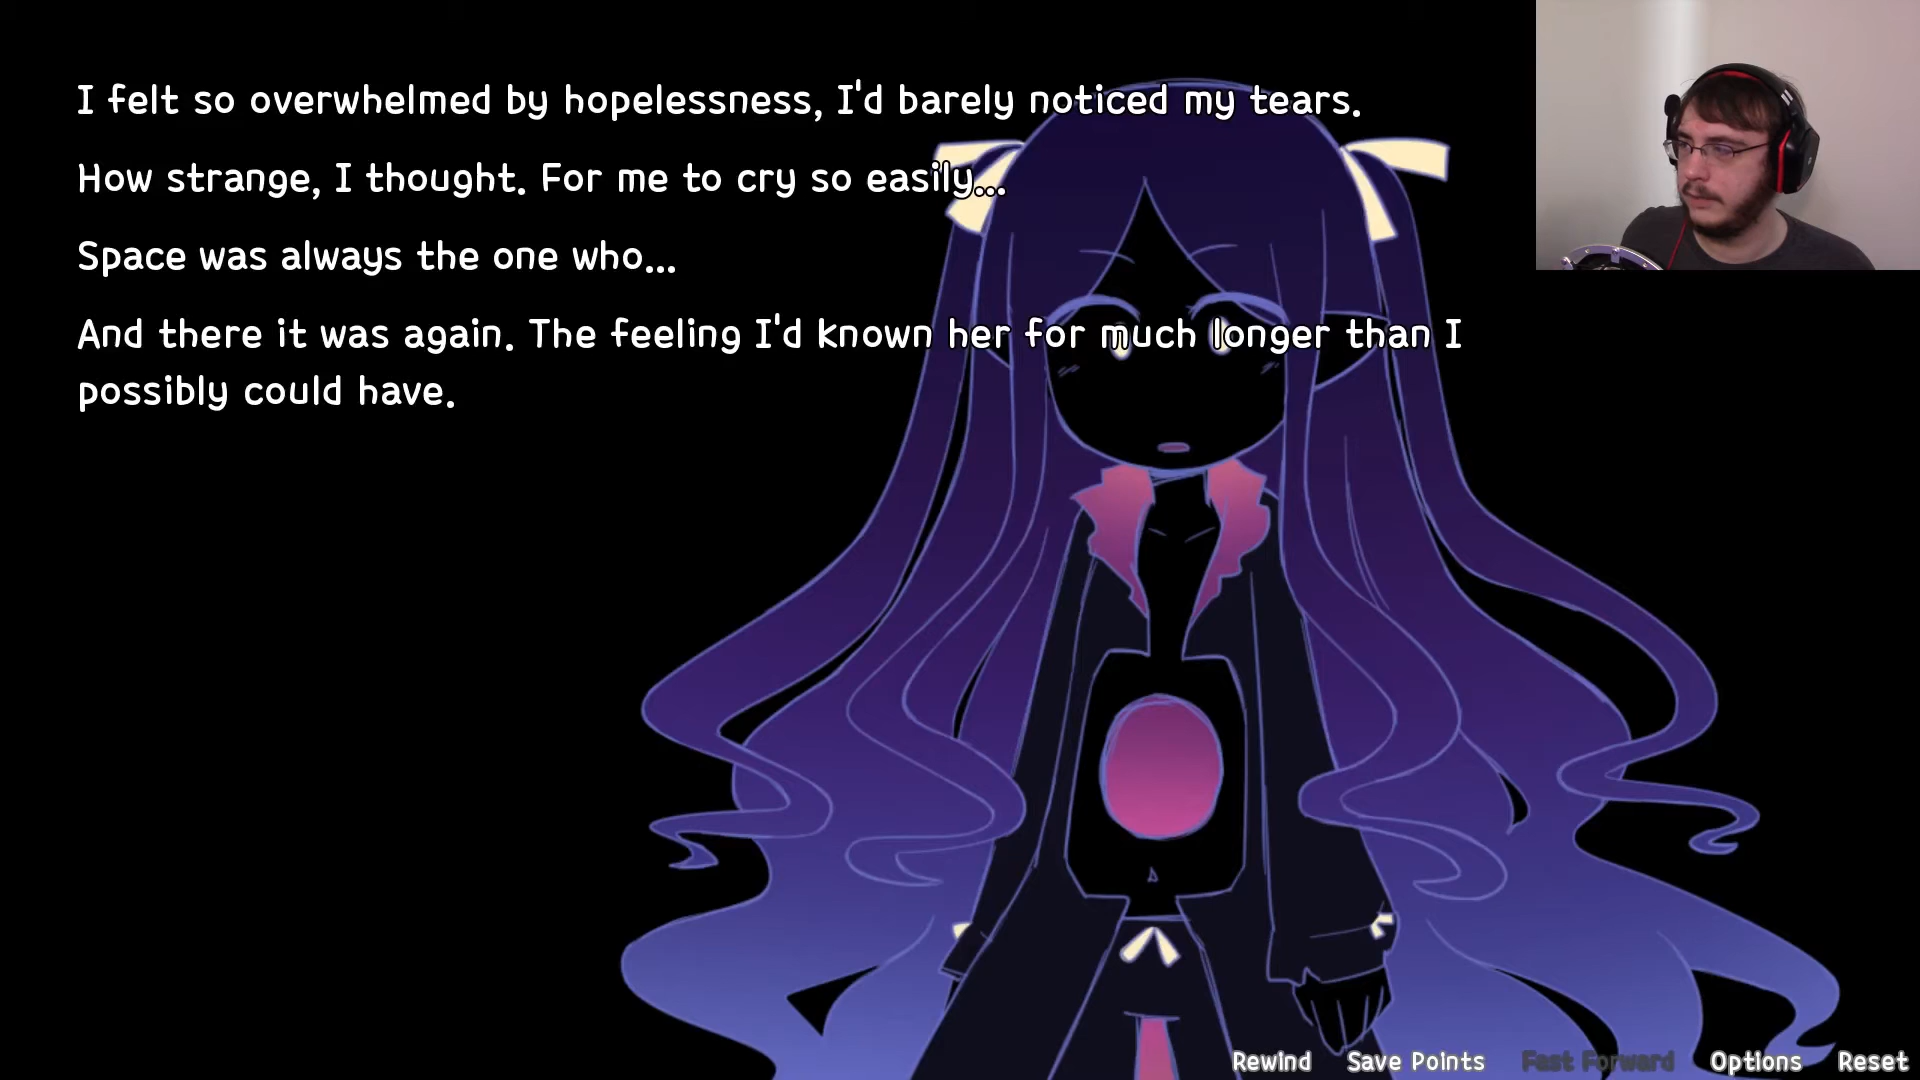 I felt so overwhelmed by hopelessness, I'd barely noticed my tears.
How strange, I thought. For me to cry so easily...
Space was always the one who...
And there it was again. The feeling I'd known her for much longer than I
possibly could have.
Rewind Save Points Fast Forward Options Reset